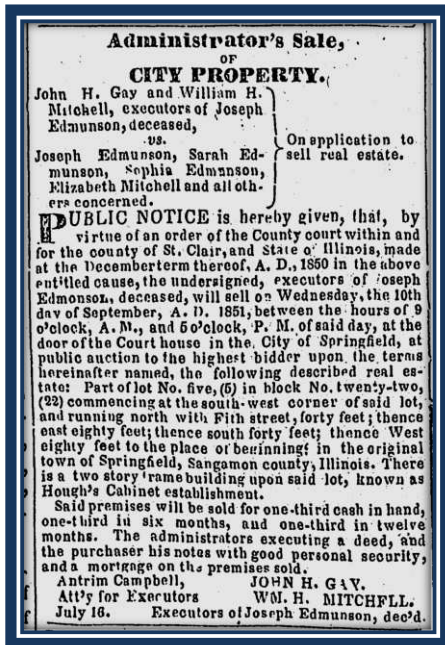 Administrator's Sale,
OF
CITY PROPERTY.
John H. Gay and William H.
Mitchell, executors of Joseph
Edmunson, deceased,
vs.
Joseph Edmunson, Sarah Ed-
munson, Sophia Edmunson,
Elizabeth Mitchell and all oth-
ers concerned.
On application to
sell real estate.
PUBLIC NOTICE is hereby given, that, by
virtue of an order of the County court within and
for the county of St. Clair, and State of Illinois, made
at the Decemberterm thereof, A. D., 1850 in the above
entitled cause, the undersigned, executors of Joseph
Edmonson, deceased, will sell on Wednesday, the 10th
day of September, A. D. 1851, between the hours of 9
o'clock, A. M., and 5 o'clock, P. M. of said day, at the
door of the Court house in the, City of Springfield, at
public auction to the highest bidder upon the terms
hereinafter named, the following described real es-
tate: Part of lot No. five, (5) in block No. twenty-two,
(22) commencing at the south-west corner of said lot,
and running north with Fith street, forty feet; thence
east eighty feet; thence south forty feet; thence West
eighty feet to the place of beginning; in the original
town of Springfield, Sangamon county, Illinois. There
is a two story frame building upon said lot, known as
Hough's Cabinet establishment.
Said premises will be sold for one-third cash in hand,
one-third in six months, and one-third in twelve
months. The administrators executing a deed, and
the purchaser his notes with good personal security,
and a mortgage on the premises sold.
Antrim Campbell, JOHN H. GAY.
Att'y for Executors WM. H. MITCHELL.
July 16. Executors of Joseph Edmunson, dec'd.